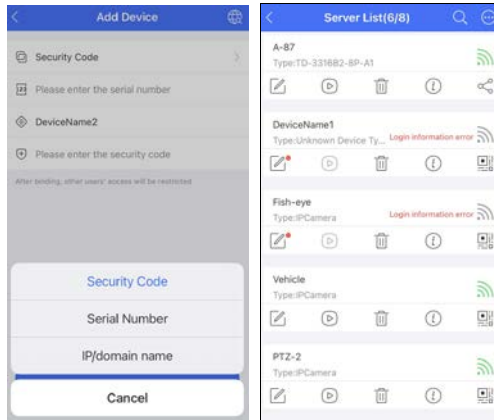 Add Device
Security Code
Please enter the serial number
DeviceName2
Please enter the security code
After binding, other users' access will be restricted
Security Code
Serial Number
IP/domain name
Cancel
Server List(6/8)
A-87
Type:TD-3316B2-8P-A1
DeviceName1
Type:Unknown Device Ty... Login information error
Fish-eye
Type:IPCamera Login information error
Vehicle
Type:IPCamera
PTZ-2
Type:IPCamera